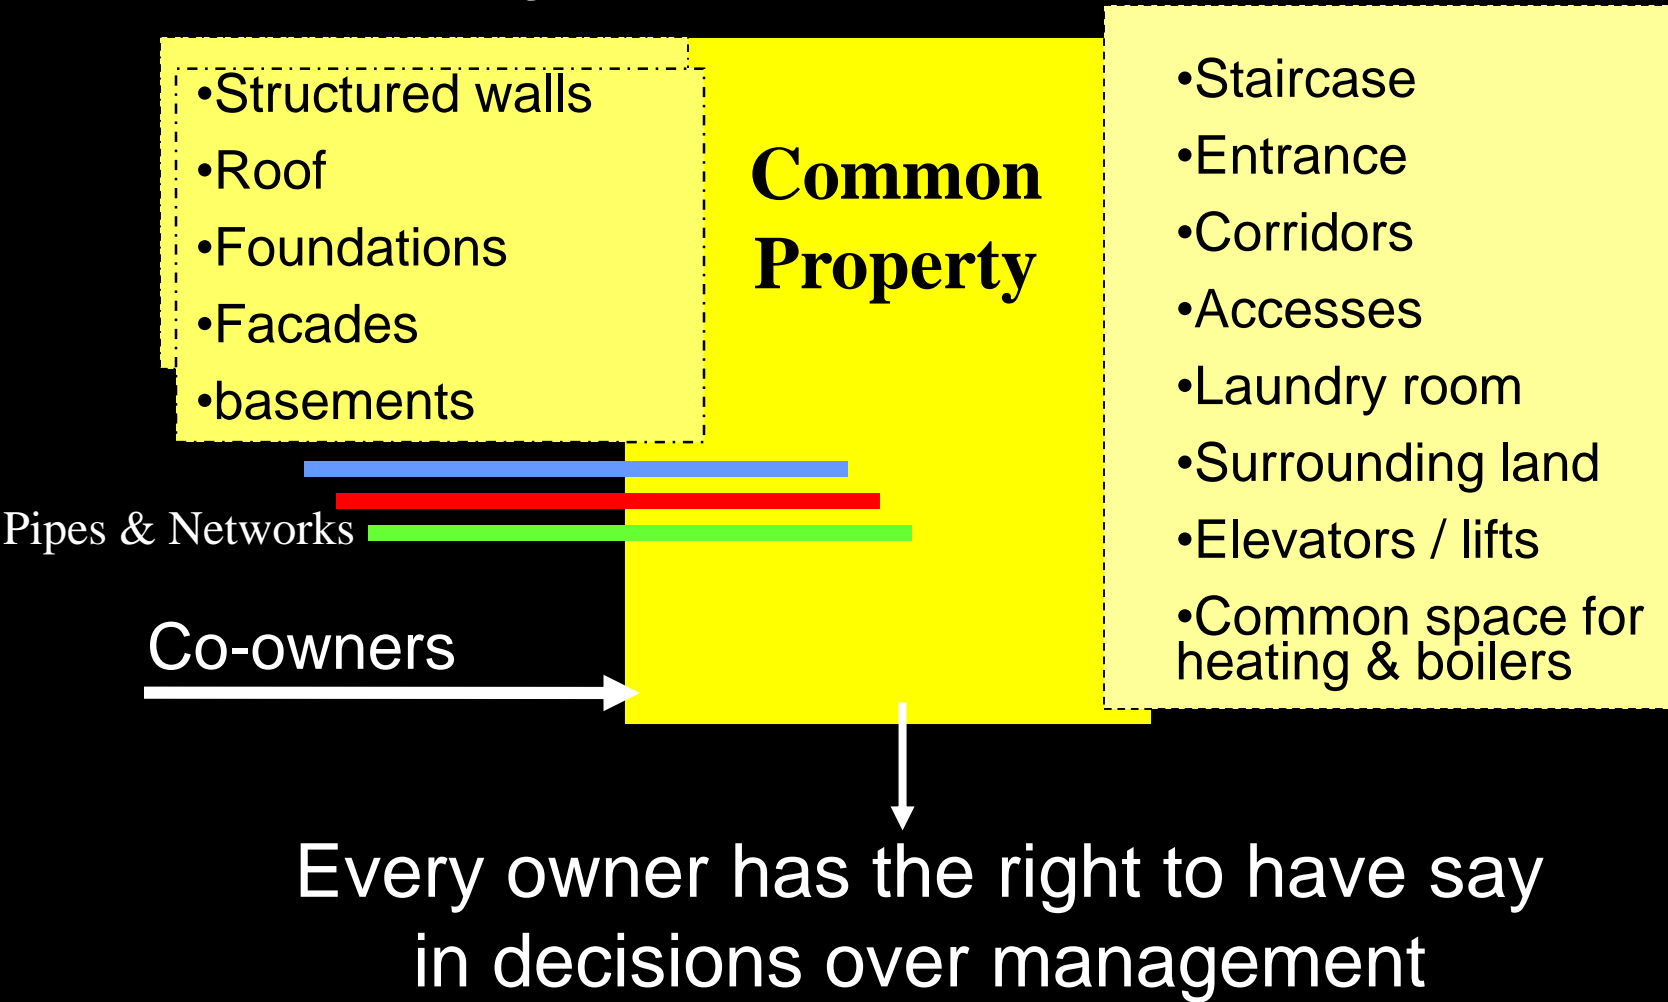 •Structured walls
•Roof
•Foundations
•Facades
•basements
Common
Property
•Staircase
•Entrance
•Corridors
•Accesses
•Laundry room
•Surrounding land
•Elevators / lifts
•Common space for
heating & boilers
Pipes & Networks
Co-owners
Every owner has the right to have say
in decisions over management